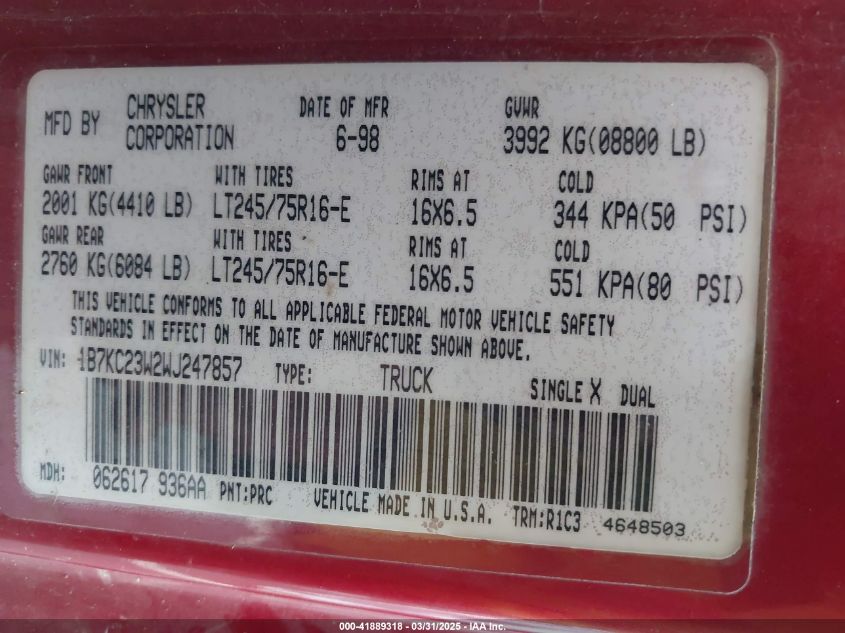 MFD BY CHRYSLER CORPORATION DATE OF MFR 6-98 GVWR 3992 KG(08800 LB)
GAWR FRONT WITH TIRES RIMS AT COLD
2001 KG(4410 LB) LT245/75R16-E 16X6.5 344 KPA(50 PSI)
GAWR REAR WITH TIRES RIMS AT COLD
2760 KG(6084 LB) LT245/75R16-E 16X6.5 551 KPA(80 PSI)
THIS VEHICLE CONFORMS TO ALL APPLICABLE FEDERAL MOTOR VEHICLE SAFETY
STANDARDS IN EFFECT ON THE DATE OF MANUFACTURE SHOWN ABOVE.
VIN: 1B7KC23W2WJ247857 TYPE: TRUCK SINGLE X DUAL
MDH: 062617 936AA PNT:PRC VEHICLE MADE IN U.S.A. TRM:R1C3 4648503
000-41889318 - 03/31/2025 - IAA Inc.